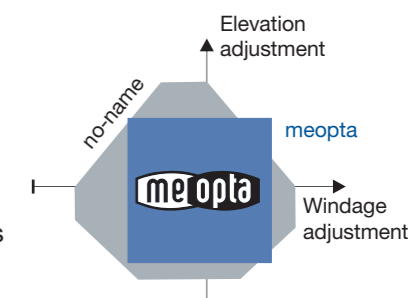 Elevation
adjustment
no-name
meopta
meopta
Windage
adjustment
s